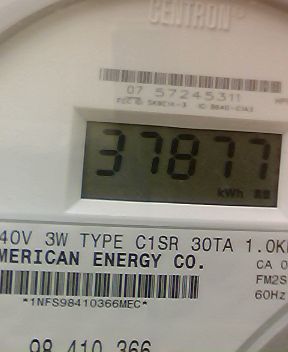 CENTRON®
07 57245311
37877
kWh
40V 3W TYPE C1SR 30TA 1.0K
MERICAN ENERGY CO.
CA 0
FM2S
60Hz
*1NFS98410366MEC*
98 410 366